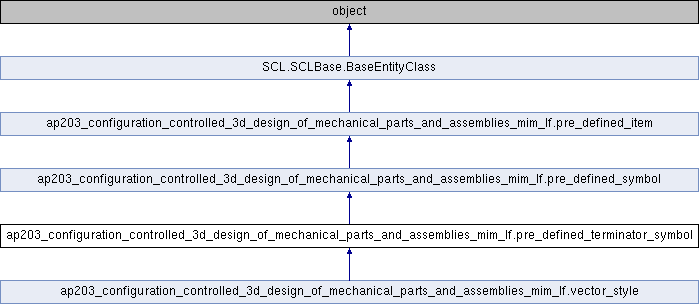 object
SCL.SCLBase.BaseEntityClass
ap203_configuration_controlled_3d_design_of_mechanical_parts_and_assemblies_mim_lf.pre_defined_item
ap203_configuration_controlled_3d_design_of_mechanical_parts_and_assemblies_mim_lf.pre_defined_symbol
ap203_configuration_controlled_3d_design_of_mechanical_parts_and_assemblies_mim_lf.pre_defined_terminator_symbol
ap203_configuration_controlled_3d_design_of_mechanical_parts_and_assemblies_mim_lf.vector_style